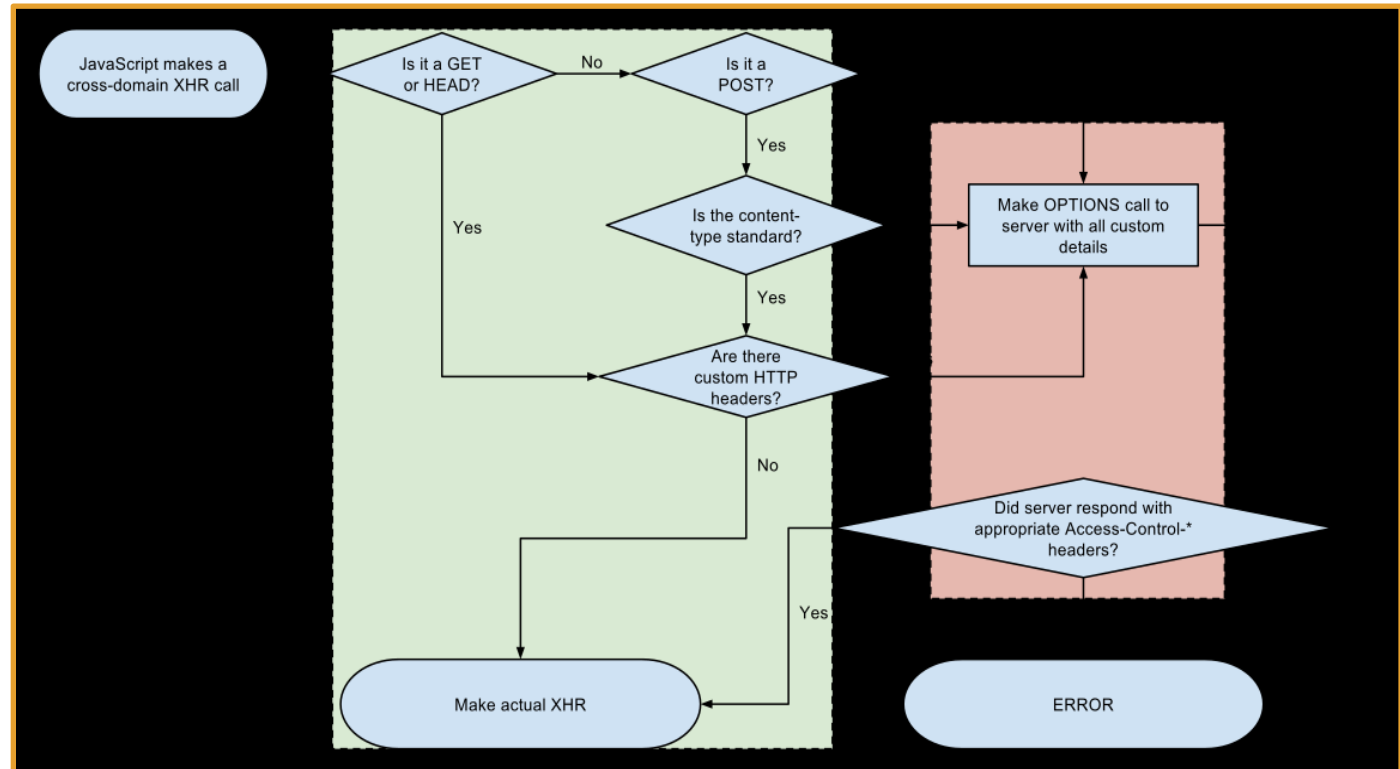 JavaScript makes a
cross-domain XHR call
Is it a GET
or HEAD?
No
Is it a
POST?
Yes
Yes
Is the content-
type standard?
Make OPTIONS call to
server with all custom
details
Yes
Are there
custom HTTP
headers?
No
Did server respond with
appropriate Access-Control-*
headers?
Yes
Make actual XHR
ERROR